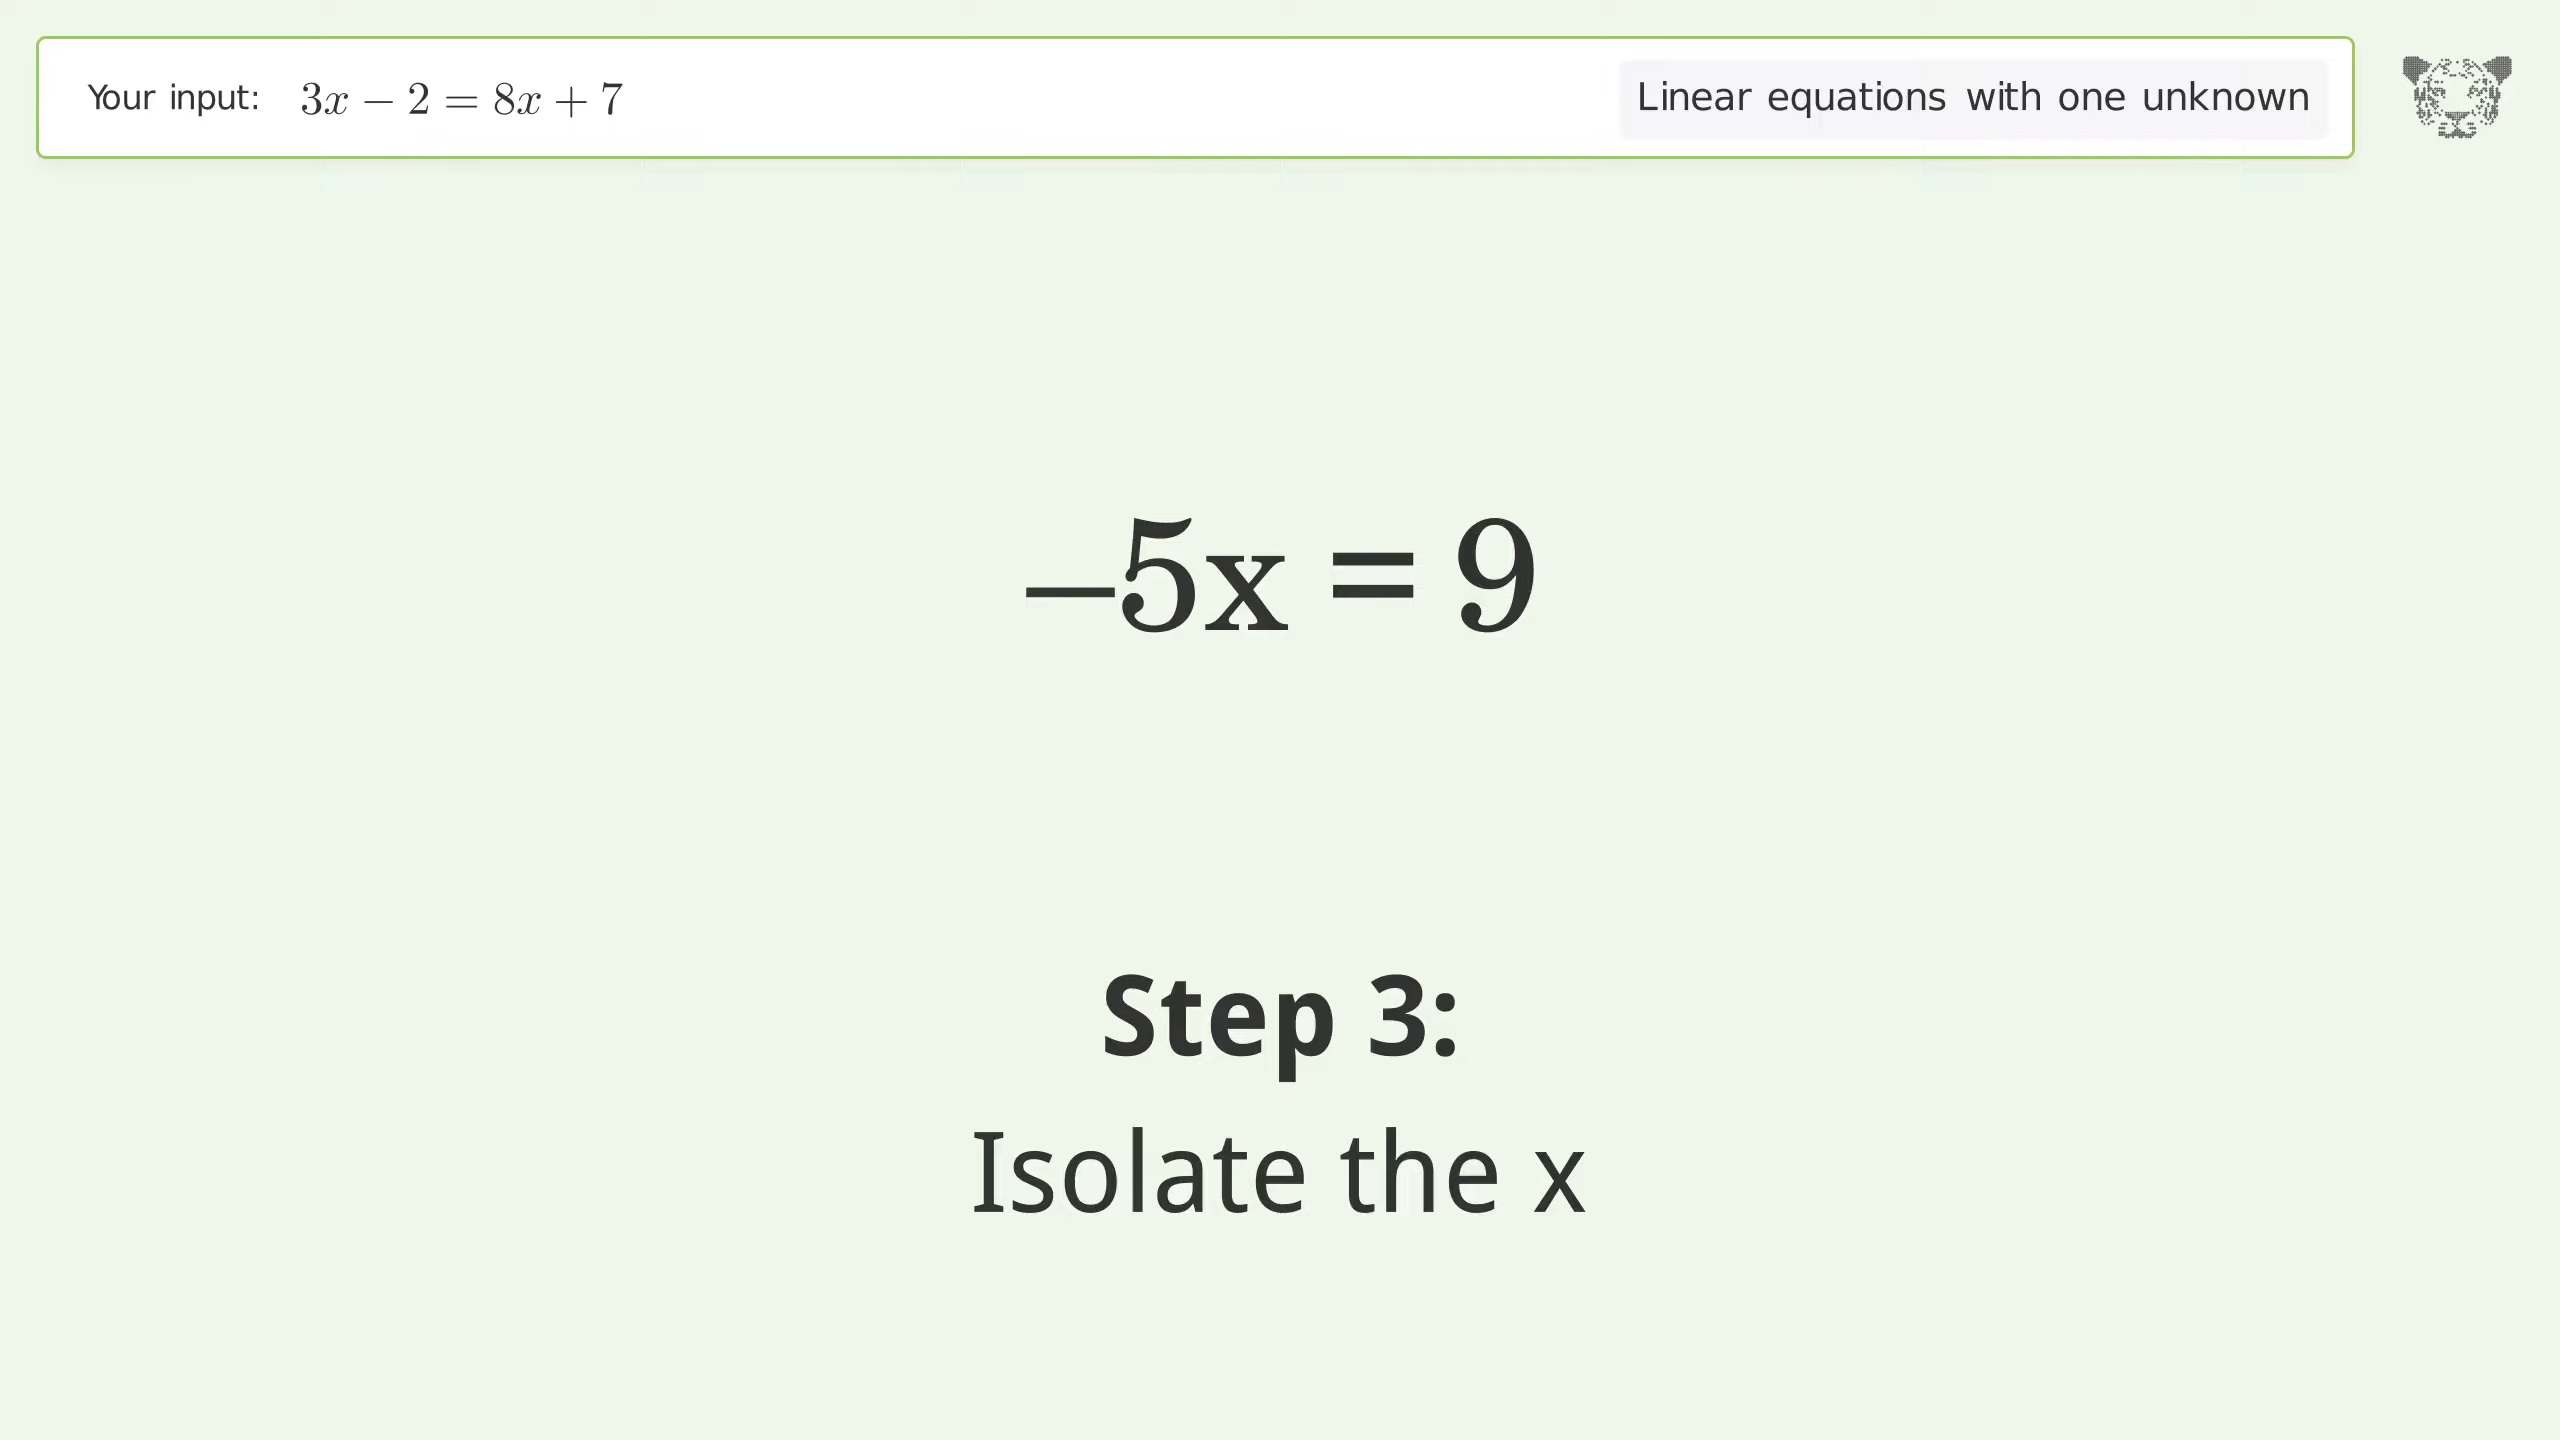 Your input: 3x − 2 = 8x + 7
Linear equations with one unknown
−5x = 9
Step 3:
Isolate the x